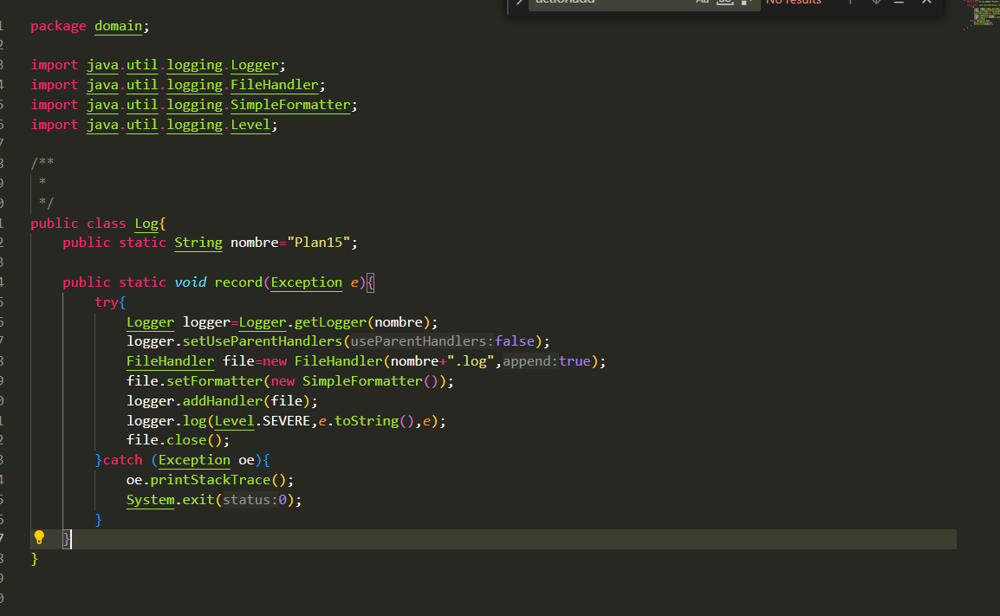 No results
package domain;
import java.util.logging.Logger;
import java.util.logging.FileHandler;
import java.util.logging.SimpleFormatter;
import java.util.logging.Level;
/**
*
*/
public class Log{
public static String nombre="Plan15";
public static void record(Exception e){
try{
Logger logger=Logger.getLogger(nombre);
logger.setUseParentHandlers(useParentHandlers:false);
FileHandler file=new FileHandler(nombre+".log",append:true);
file.setFormatter(new SimpleFormatter());
logger.addHandler(file);
logger.log(Level.SEVERE,e.toString(),e);
file.close();
}catch (Exception oe){
oe.printStackTrace();
System.exit(status:0);
}
}
}